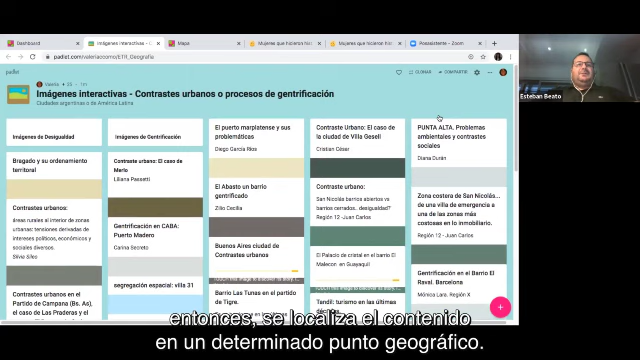 Dashboard
Imágenes interactivas - Contras
Mapa
Mujeres que hicieron hist
Mujeres que hicieron hist
Posasistente - Zoom
padlet.com/valeriaccomo/STR_Geografia
padlet
CLONAR
COMPARTIR
Valeria
Imágenes interactivas - Contrastes urbanos o procesos de gentrificación
Ciudades argentinas o de América Latina
Imágenes de Desigualdad
Bragado y su ordenamiento
territorial
Contrastes urbanos:
áreas rurales al interior de zonas
urbanas: tensiones derivadas de
intereses políticos, económicos y
sociales diversos.
Silvia Sileo
Contrastes urbanos en el
Partido de Campana (Bs. As),
el caso de Las Praderas y el
Imágenes de Gentrificación
Contraste urbano: El caso de
Merlo
Liliana Passetti
Gentrificación en CABA:
Puerto Madero
Carina Secreto
segregación espacial: villa 31
El puerto marplatense y sus
problemáticas
Diego García Ríos
El Abasto un barrio
gentrificado
Zilio Cecilia
Buenos Aires ciudad de
Contrastes urbanos
Barrio Las Tunas en el partido
de Tigre.
Contraste Urbano: El caso de
la ciudad de Villa Gesell
Cristian César
Contraste urbano:
San Nicolás barrios abiertos vs
barrios cerrados... desigualdad?
Región 12 - Juan Carlos
El Palacio de cristal en el barrio El
Malecon en Guayaquil
Tandil: turismo en las últimas
décadas.
PUNTA ALTA. Problemas
ambientales y contrastes
sociales
Diana Durán
Zona costera de San Nicolás...
de una villa de emergencia a
una de las zonas más
costosas en lo inmobiliario.
Región 12 - Juan Carlos
Gentrificación en el Barrio El
Raval. Barcelona
Mónica Lara, Región X
Esteban Beato
entonces, se localiza el contenido
en un determinado punto geográfico.